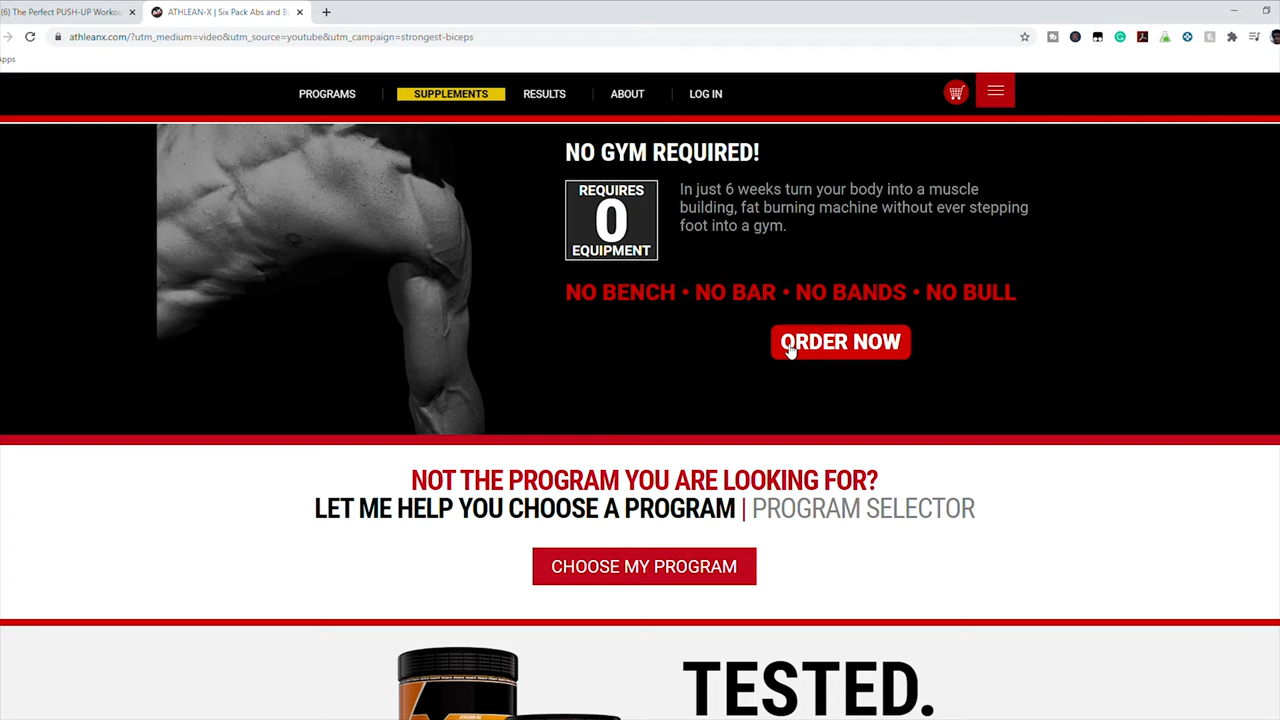 (6) The Perfect PUSH-UP Workou
ATHLEAN-X | Six Pack Abs and B
athleanx.com/?utm_medium=video&utm_source=youtube&utm_campaign=strongest-biceps
Apps
PROGRAMS
SUPPLEMENTS
RESULTS
ABOUT
LOG IN
NO GYM REQUIRED!
REQUIRES
0
EQUIPMENT
In just 6 weeks turn your body into a muscle
building, fat burning machine without ever stepping
foot into a gym.
NO BENCH • NO BAR • NO BANDS • NO BULL
ORDER NOW
NOT THE PROGRAM YOU ARE LOOKING FOR?
LET ME HELP YOU CHOOSE A PROGRAM | PROGRAM SELECTOR
CHOOSE MY PROGRAM
TESTED.